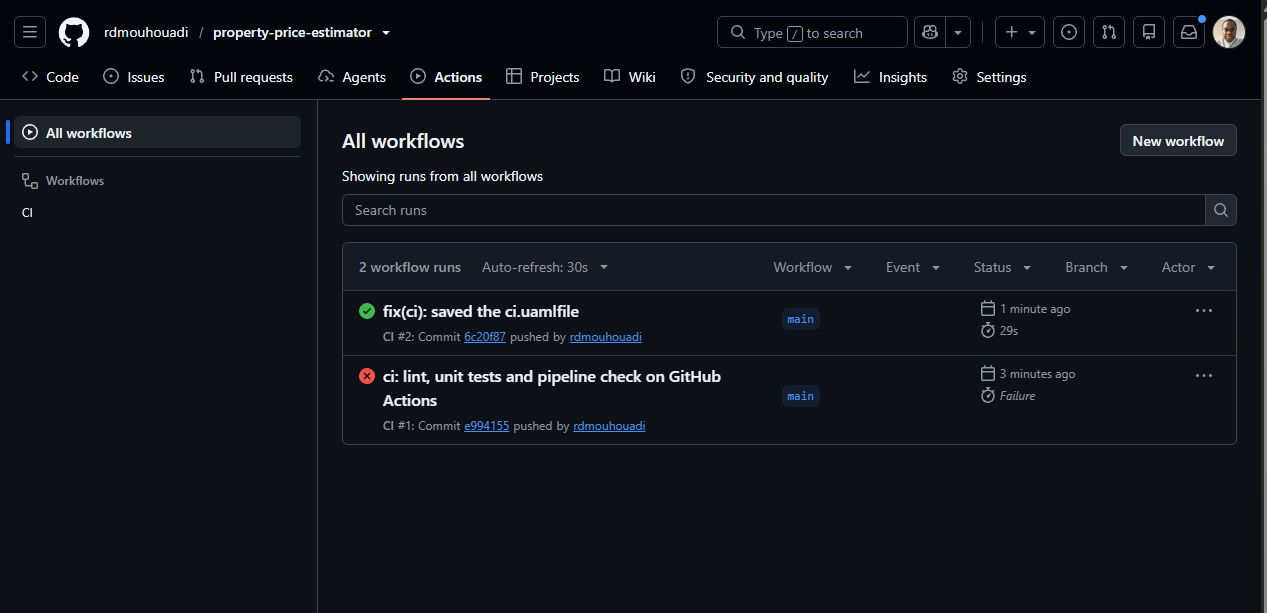 rdmouhouadi / property-price-estimator
Type / to search
Code Issues Pull requests Agents Actions Projects Wiki Security and quality Insights Settings
All workflows
Workflows
CI
All workflows
New workflow
Showing runs from all workflows
Search runs
2 workflow runs Auto-refresh: 30s Workflow Event Status Branch Actor
fix(ci): saved the ci.uamlfile
main
1 minute ago
CI #2: Commit 6c20f87 pushed by rdmouhouadi
29s
ci: lint, unit tests and pipeline check on GitHub
Actions
main
3 minutes ago
Failure
CI #1: Commit e994155 pushed by rdmouhouadi